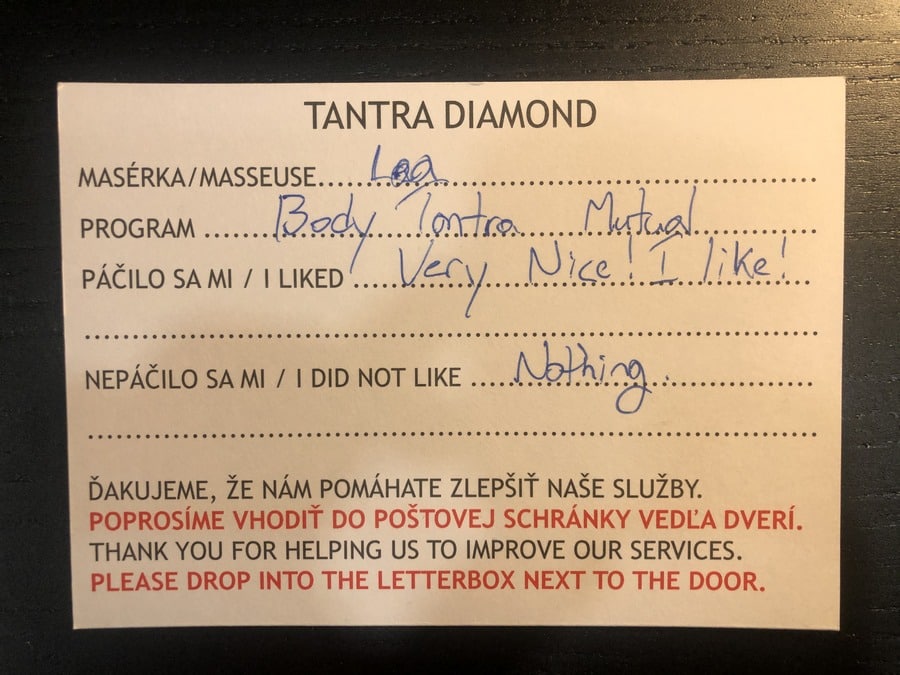 TANTRA DIAMOND
MASÉRKA/MASSEUSE.... Lea ....
PROGRAM .... Body Tantra Mutual ....
PÁČILO SA MI / I LIKED .... Very Nice! I like! ....
NEPÁČILO SA MI / I DID NOT LIKE .... Nothing. ....
ĎAKUJEME, ŽE NÁM POMÁHATE ZLEPŠIŤ NAŠE SLUŽBY.
POPROSÍME VHODIŤ DO POŠTOVEJ SCHRÁNKY VEDĽA DVERÍ.
THANK YOU FOR HELPING US TO IMPROVE OUR SERVICES.
PLEASE DROP INTO THE LETTERBOX NEXT TO THE DOOR.